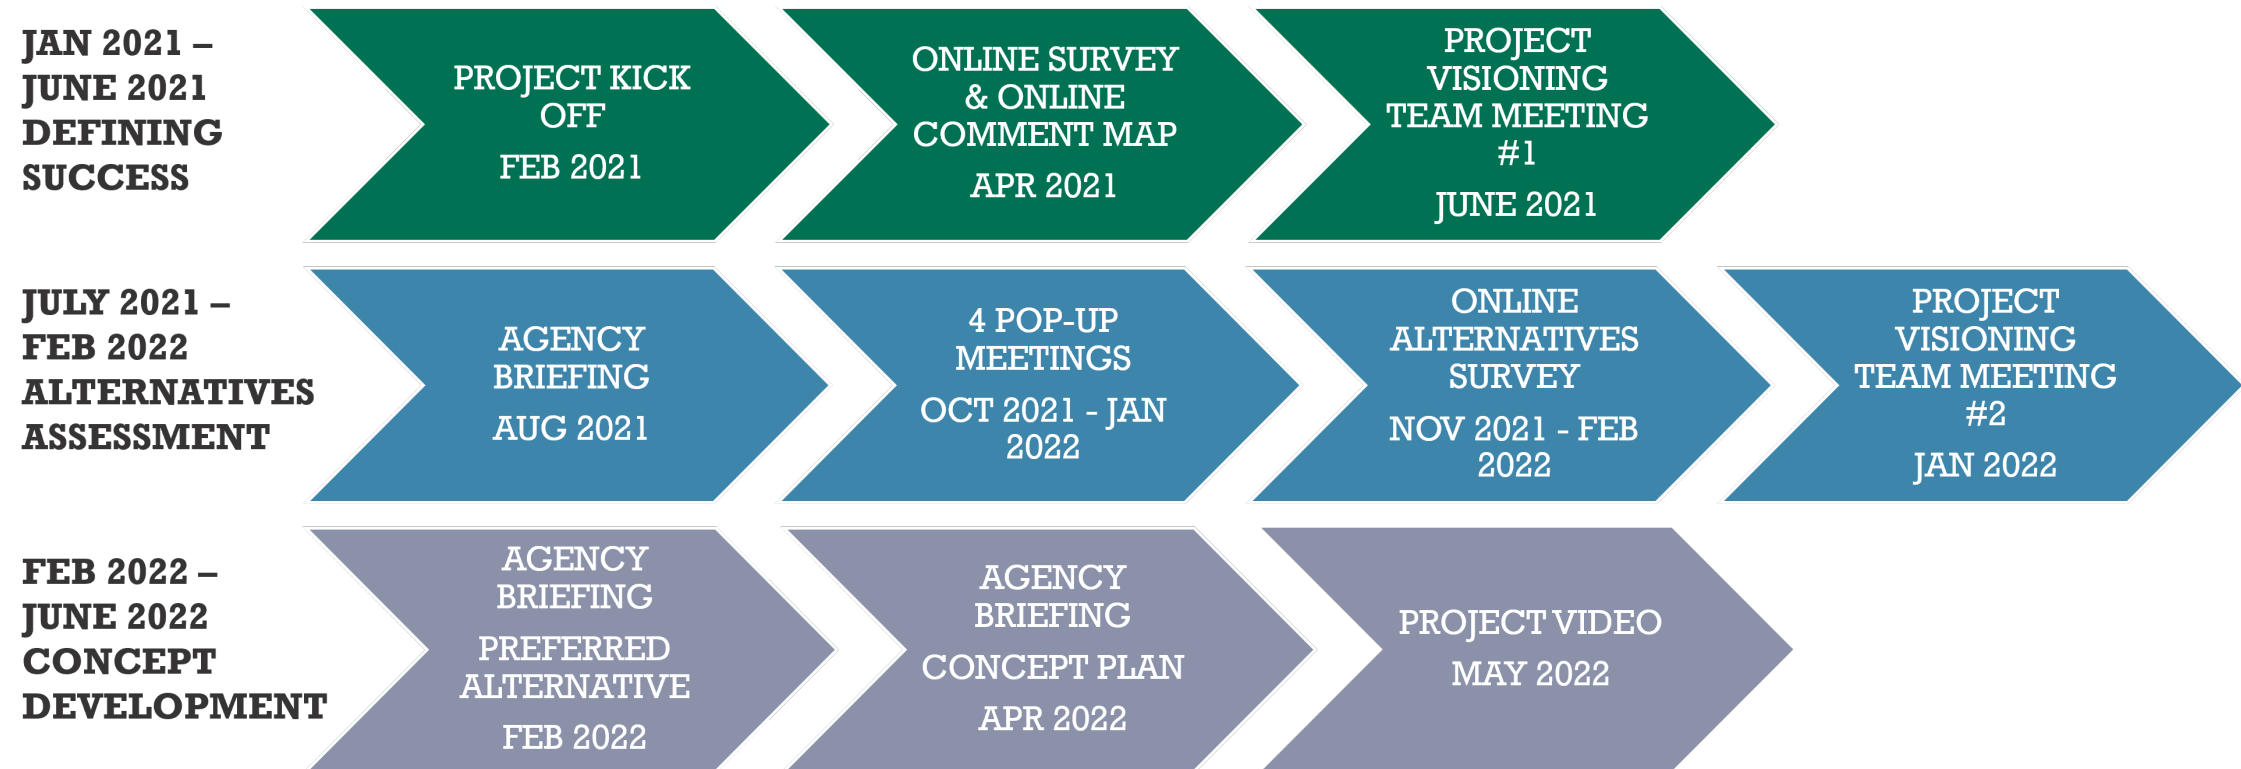 JAN 2021 –
JUNE 2021
DEFINING
SUCCESS
PROJECT KICK
OFF
FEB 2021
ONLINE SURVEY
& ONLINE
COMMENT MAP
APR 2021
PROJECT
VISIONING
TEAM MEETING
#1
JUNE 2021
JULY 2021 –
FEB 2022
ALTERNATIVES
ASSESSMENT
AGENCY
BRIEFING
AUG 2021
4 POP-UP
MEETINGS
OCT 2021 - JAN
2022
ONLINE
ALTERNATIVES
SURVEY
NOV 2021 - FEB
2022
PROJECT
VISIONING
TEAM MEETING
#2
JAN 2022
FEB 2022 –
JUNE 2022
CONCEPT
DEVELOPMENT
AGENCY
BRIEFING
PREFERRED
ALTERNATIVE
FEB 2022
AGENCY
BRIEFING
CONCEPT PLAN
APR 2022
PROJECT VIDEO
MAY 2022